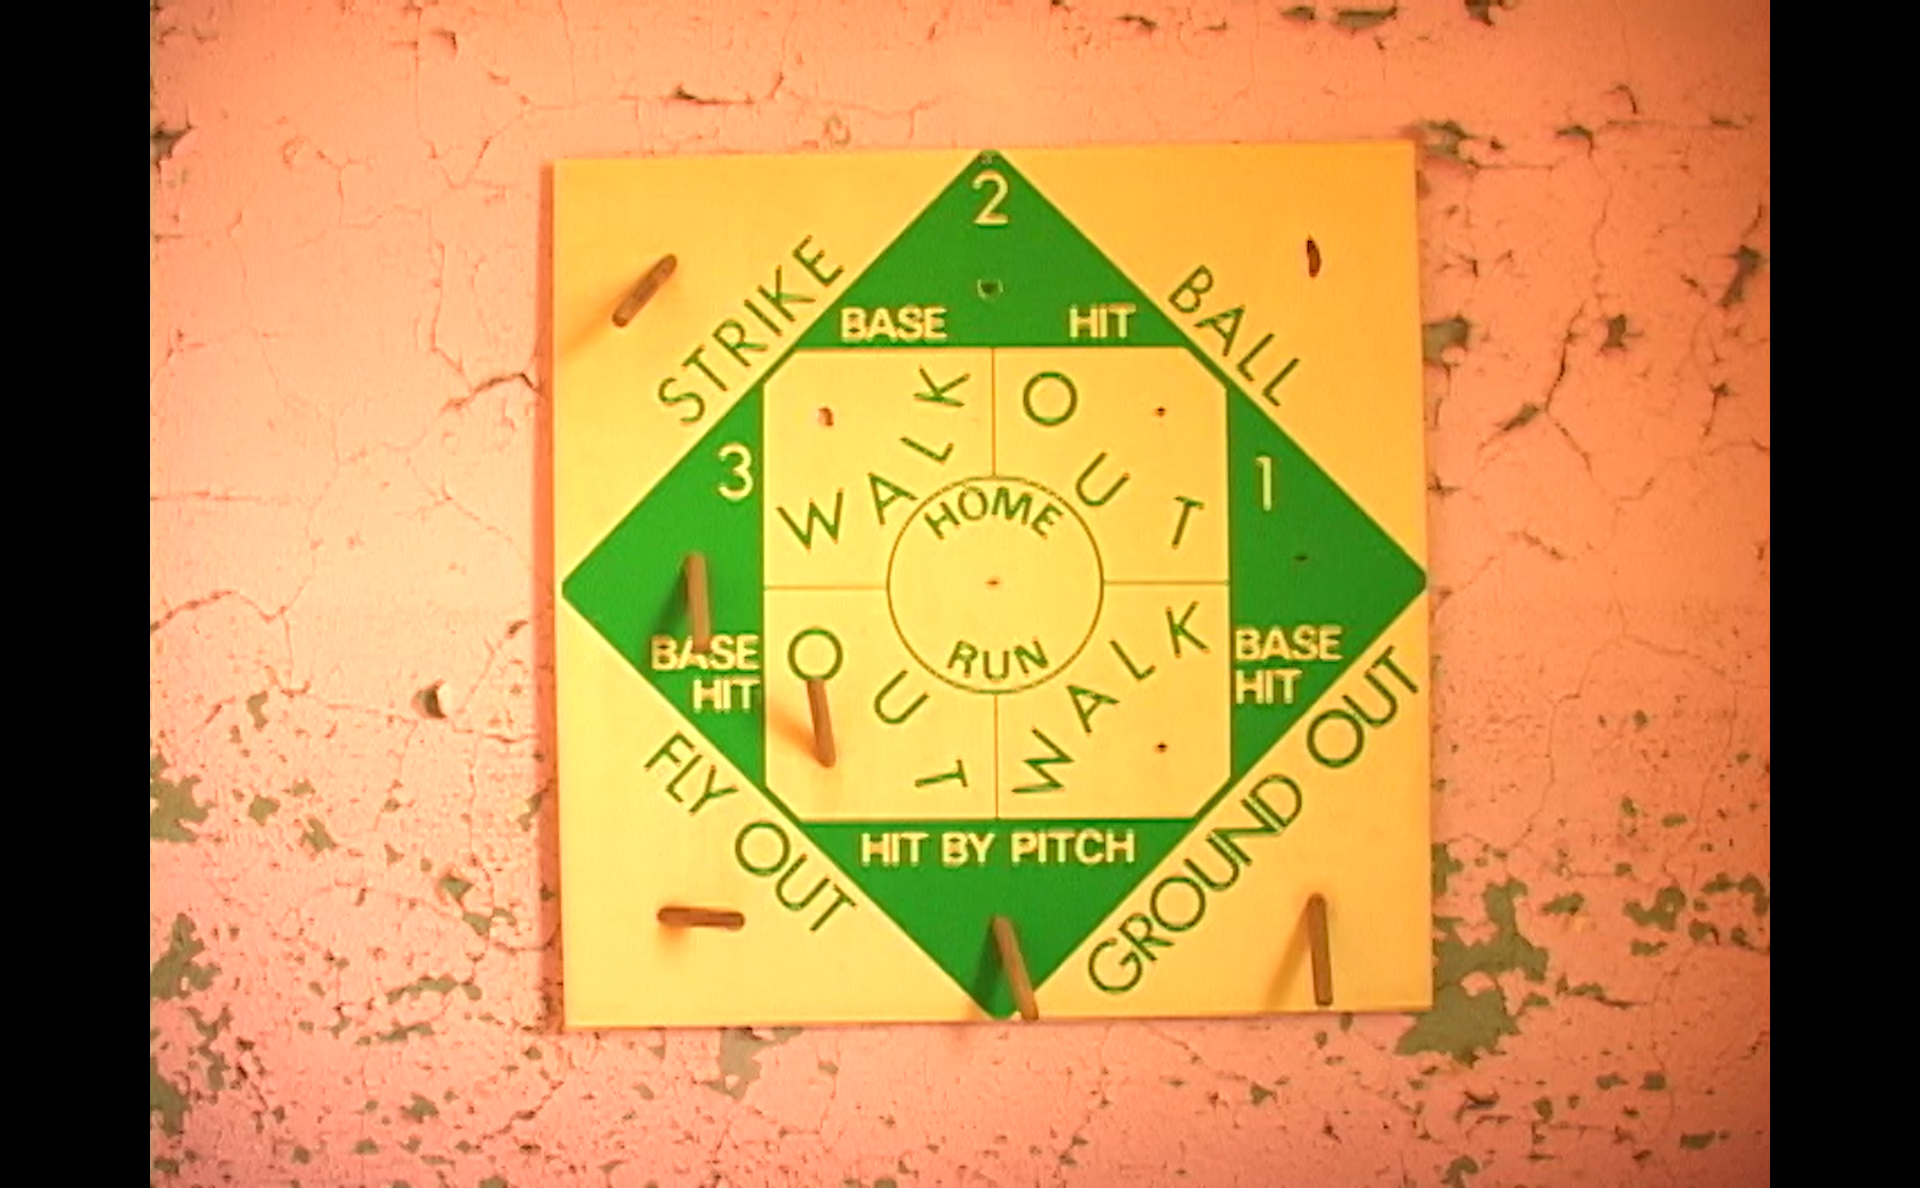 2
STRIKE
BALL
BASE HIT
WALK
OUT
3
1
HOME
RUN
BASE
HIT
OUT
WALK
BASE
HIT
FLY OUT
HIT BY PITCH
GROUND OUT